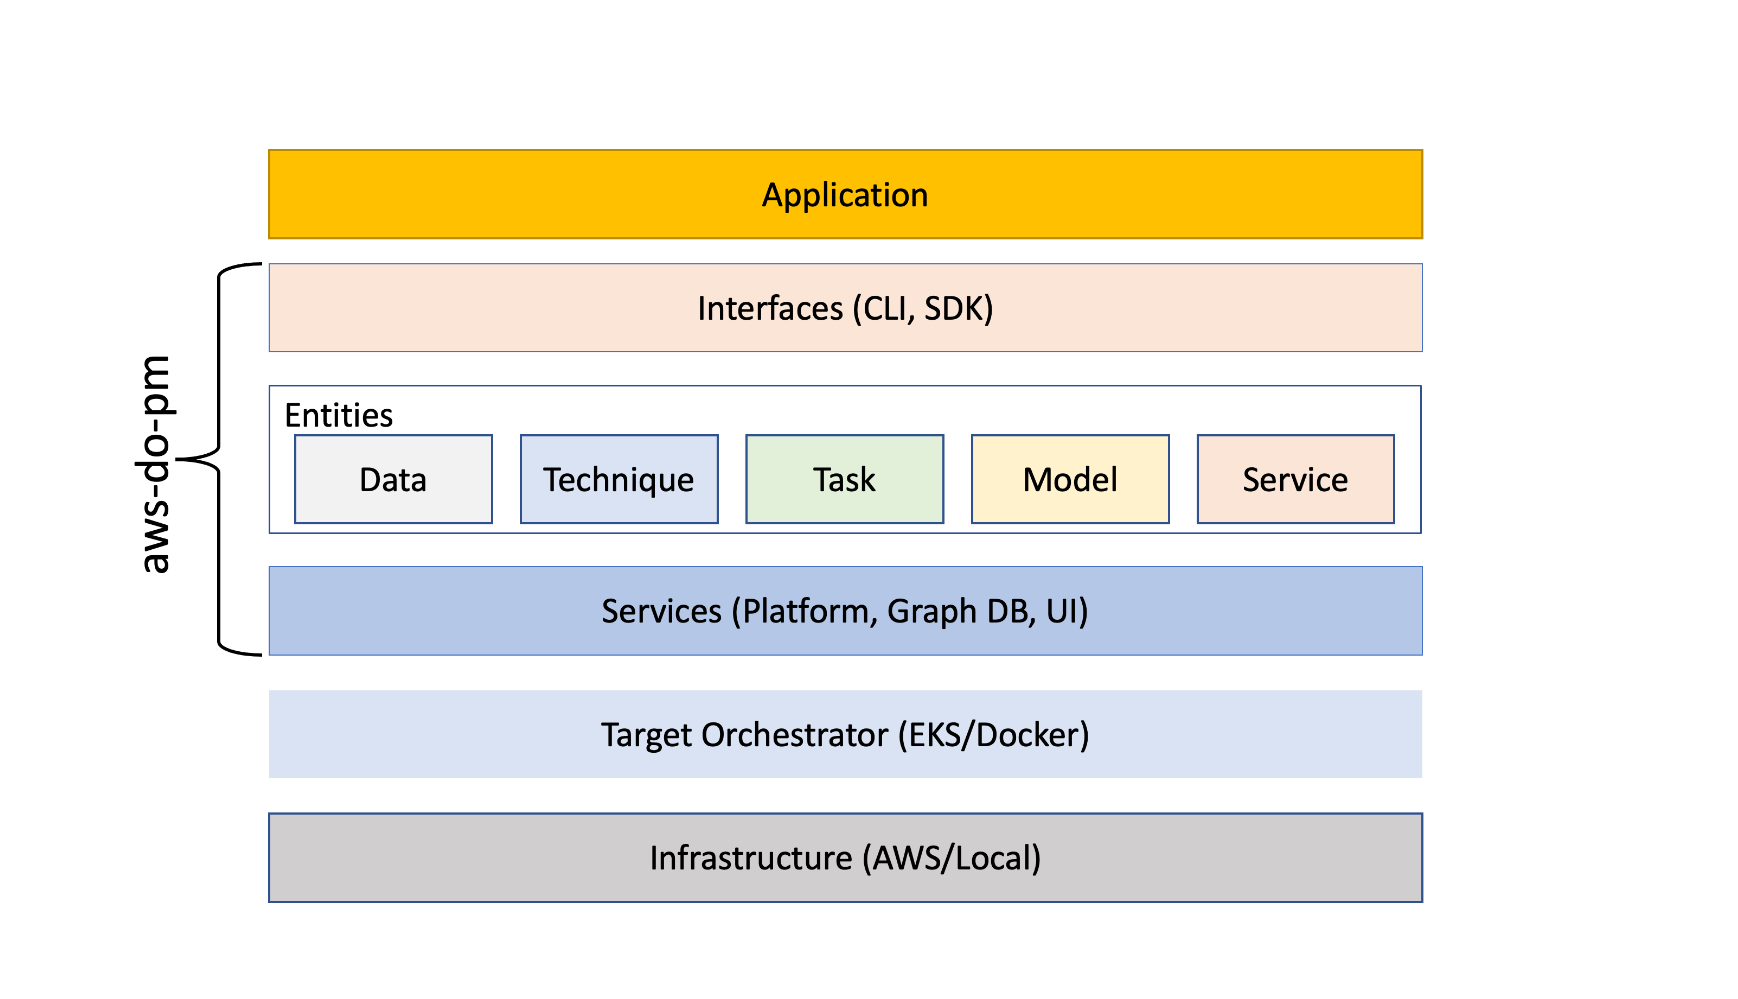 Application
aws-do-pm
Interfaces (CLI, SDK)
Entities
Data
Technique
Task
Model
Service
Services (Platform, Graph DB, UI)
Target Orchestrator (EKS/Docker)
Infrastructure (AWS/Local)